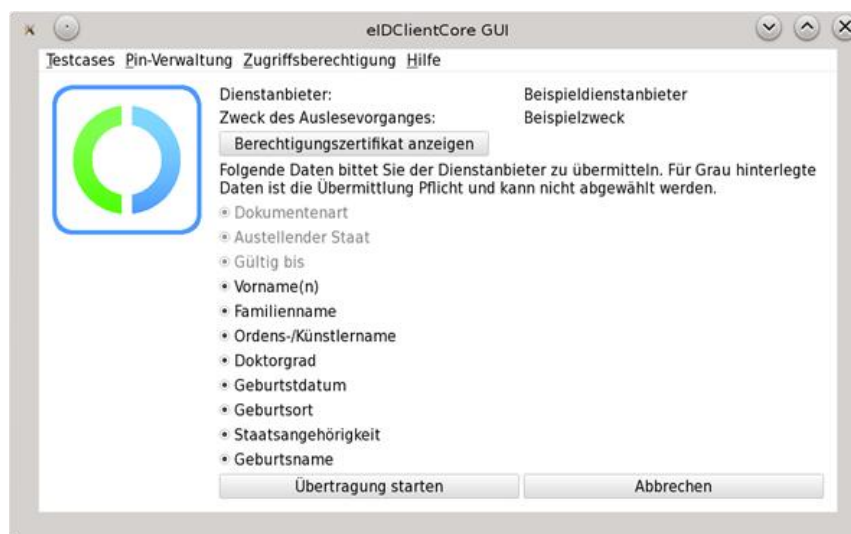 eIDClientCore GUI
Testcases Pin-Verwaltung Zugriffsberechtigung Hilfe
Dienstanbieter: Beispieldienstanbieter
Zweck des Auslesevorganges: Beispielzweck
Berechtigungszertifikat anzeigen
Folgende Daten bittet Sie der Dienstanbieter zu übermitteln. Für Grau hinterlegte
Daten ist die Übermittlung Pflicht und kann nicht abgewählt werden.
Dokumentenart
Austellender Staat
Gültig bis
Vorname(n)
Familienname
Ordens-/Künstlername
Doktorgrad
Geburtstdatum
Geburtsort
Staatsangehörigkeit
Geburtsname
Übertragung starten Abbrechen